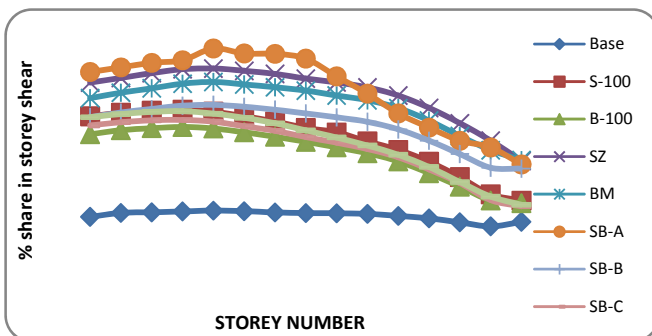 % share in storey shear
STOREY NUMBER
Base
S-100
B-100
SZ
BM
SB-A
SB-B
SB-C